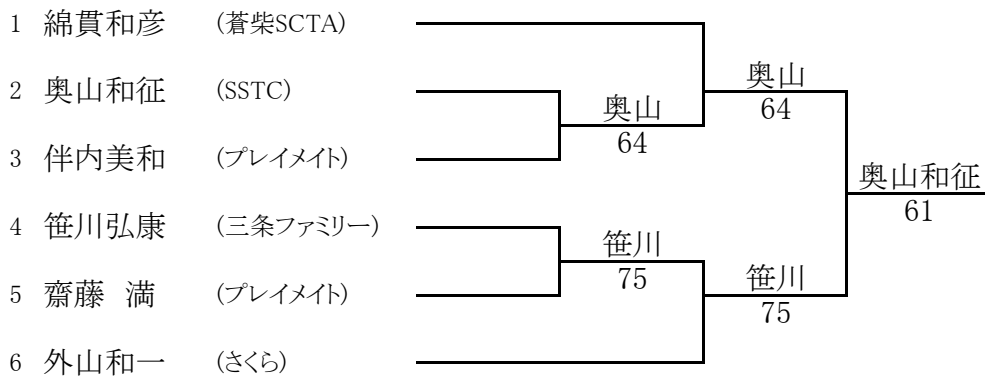 1 綿貫和彦 (蒼柴SCTA)
奥山
2 奥山和征 (SSTC)
64
奥山
64
3 伴内美和 (プレイメイト)
奥山和征
61
4 笹川弘康 (三条ファミリー)
笹川
75
5 齋藤 満 (プレイメイト)
笹川
75
6 外山和一 (さくら)